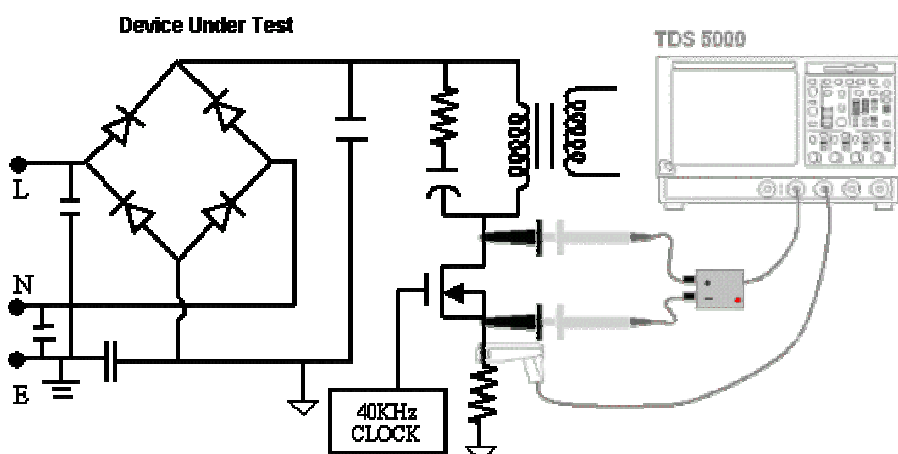 Device Under Test
TDS 5000
L
N
E
40KHz
CLOCK